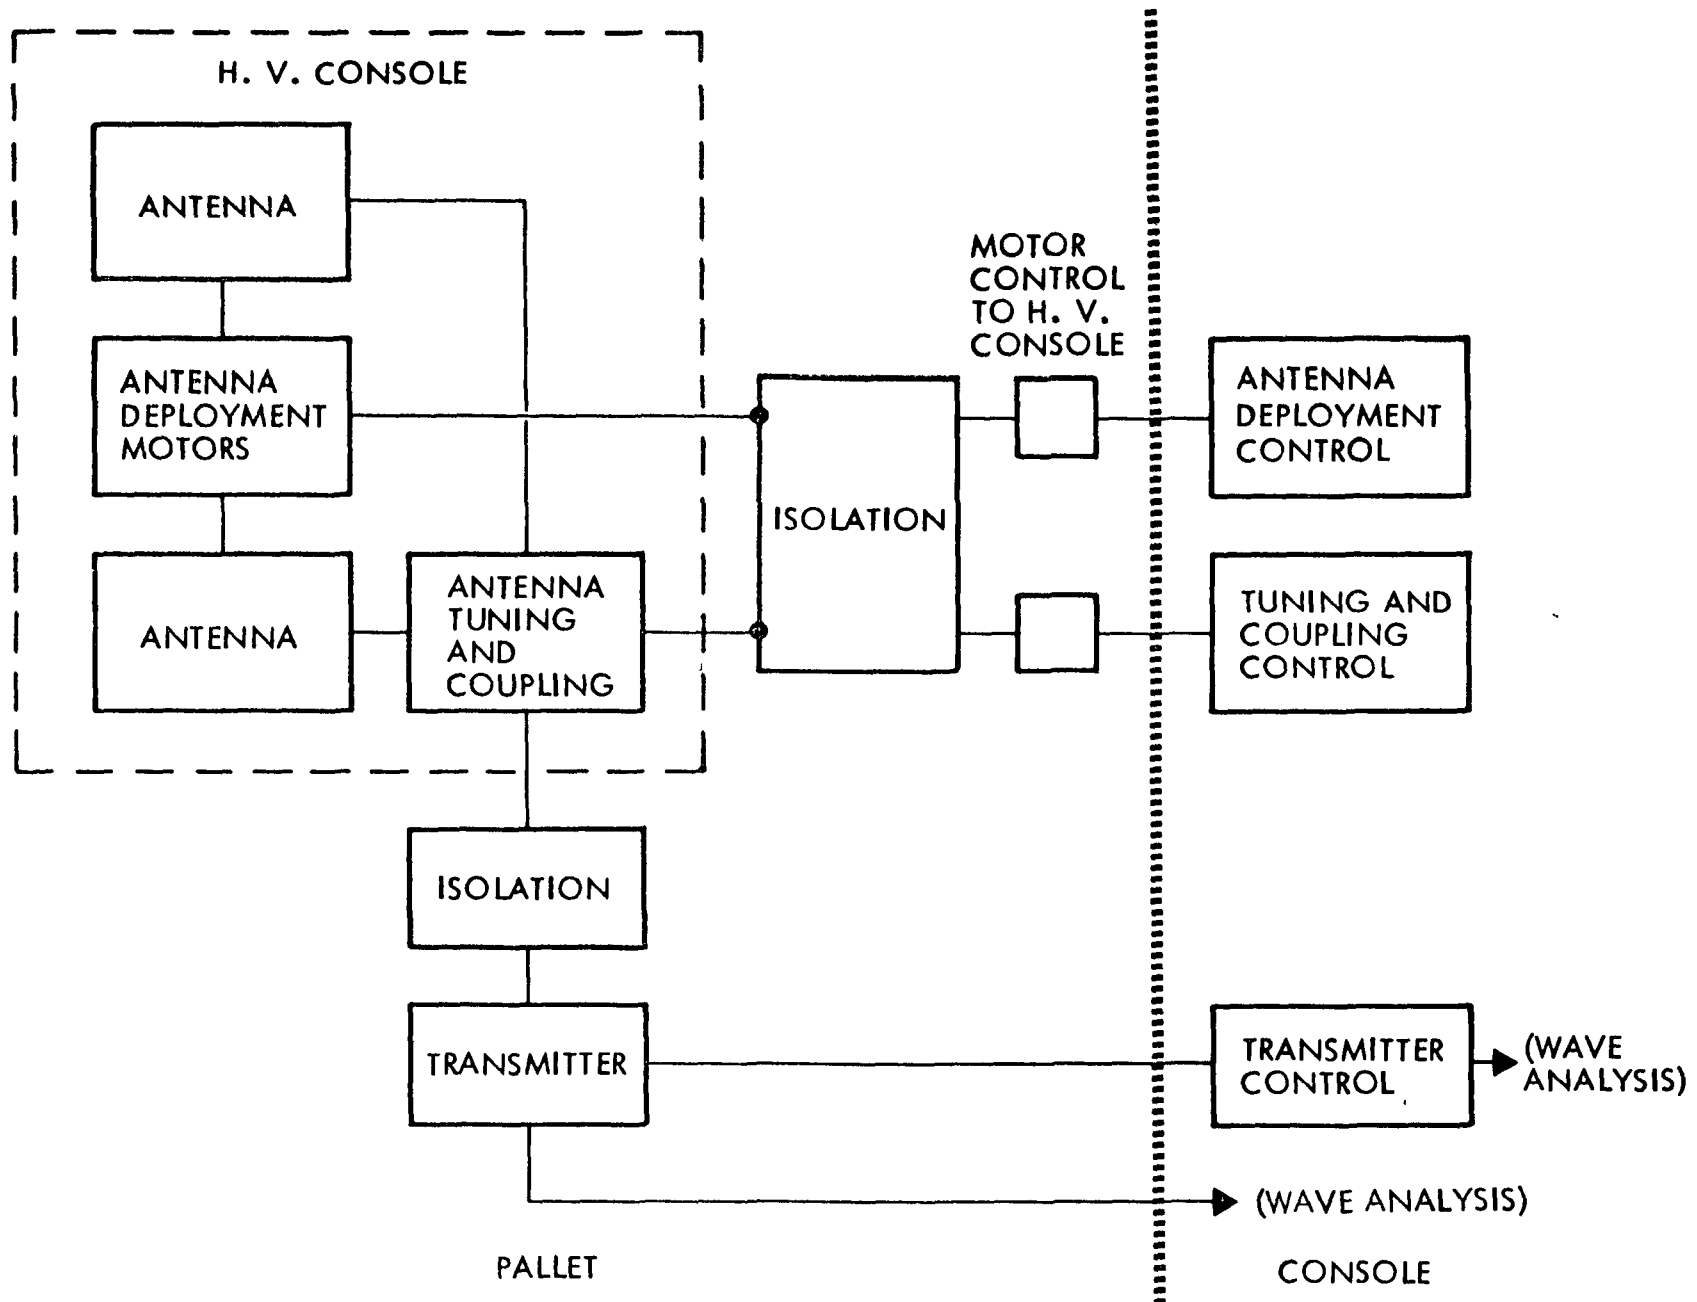 H. V. CONSOLE
ANTENNA
MOTOR
CONTROL
TO H. V.
CONSOLE
ANTENNA
DEPLOYMENT
MOTORS
ANTENNA
DEPLOYMENT
CONTROL
ISOLATION
ANTENNA
ANTENNA
TUNING
AND
COUPLING
TUNING AND
COUPLING
CONTROL
ISOLATION
TRANSMITTER
TRANSMITTER
CONTROL
(WAVE
ANALYSIS)
(WAVE ANALYSIS)
PALLET
CONSOLE